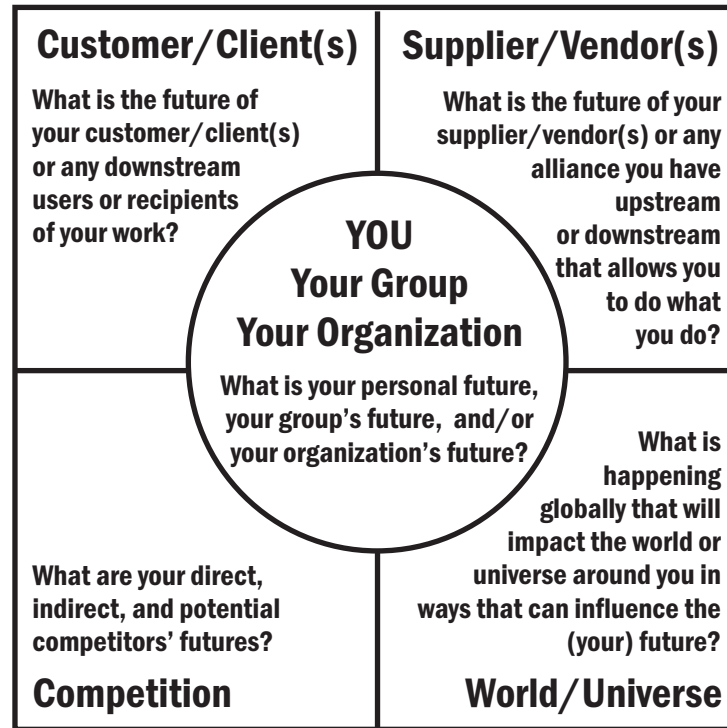 Customer/Client(s)
What is the future of
your customer/client(s)
or any downstream
users or recipients
of your work?
Supplier/Vendor(s)
What is the future of your
supplier/vendor(s) or any
alliance you have
upstream
or downstream
that allows you
to do what
you do?
YOU
Your Group
Your Organization
What is your personal future,
your group's future, and/or
your organization's future?
What are your direct,
indirect, and potential
competitors' futures?
Competition
What is
happening
globally that will
impact the world or
universe around you in
ways that can influence the
(your) future?
World/Universe